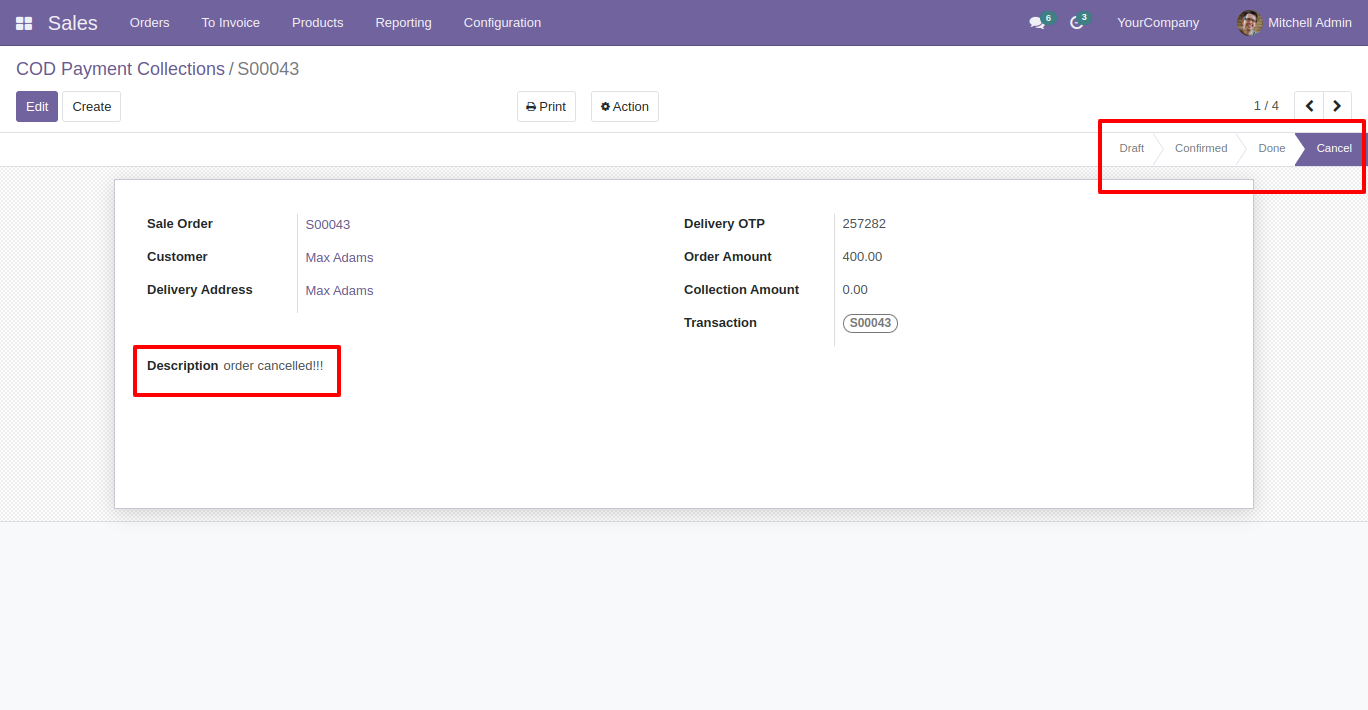 Sales Orders To Invoice Products Reporting Configuration 6 3 YourCompany Mitchell Admin
COD Payment Collections / S00043
Edit Create Print Action 1 / 4
Draft Confirmed Done Cancel
Sale Order S00043
Customer Max Adams
Delivery Address Max Adams
Delivery OTP 257282
Order Amount 400.00
Collection Amount 0.00
Transaction S00043
Description order cancelled!!!